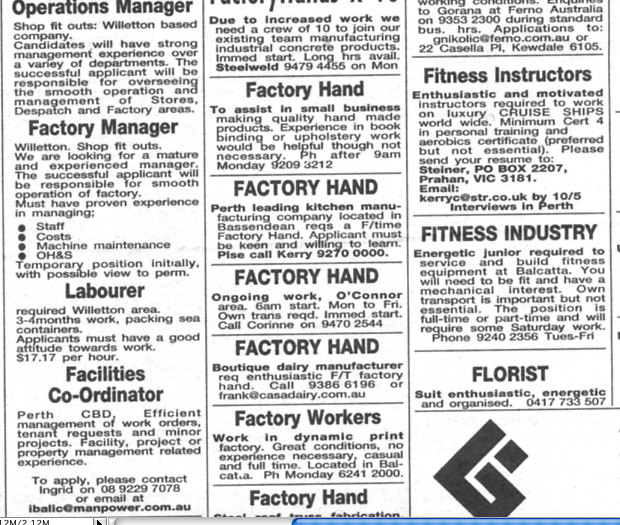 Operations Manager
Shop fit outs: Willetton based
company.
Candidates will have strong
management experience over
a variety of departments. The
successful applicant will be
responsible for overseeing
the smooth operation and
management of Stores,
Despatch and Factory areas.
Factory Manager
Willetton. Shop fit outs.
We are looking for a mature
and experienced manager.
The successful applicant will
be responsible for smooth
operation of factory.
Must have proven experience
in managing;
● Staff
● Costs
● Machine maintenance
● OH&S
Temporary position initially,
with possible view to perm.
Labourer
required Willetton area.
3-4months work, packing sea
containers.
Applicants must have a good
attitude towards work.
$17.17 per hour.
Facilities
Co-Ordinator
Perth CBD, Efficient
management of work orders,
tenant requests and minor
projects. Facility, project or
property management related
experience.
To apply, please contact
Ingrid on 08 9229 7078
or email at
iballc@manpower.com.au
Due to increased work we
need a crew of 10 to join our
existing team manufacturing
industrial concrete products.
Immed start. Long hrs avail.
Steelweld 9479 4455 on Mon
Factory Hand
To assist in small business
making quality hand made
products. Experience in book
binding or upholstery work
would be helpful though not
necessary. Ph after 9am
Monday 9209 3212
FACTORY HAND
Perth leading kitchen manu-
facturing company located in
Bassendean reqs a F/time
Factory Hand. Applicant must
be keen and willing to learn.
Plse call Kerry 9270 0000.
FACTORY HAND
Ongoing work, O'Connor
area. 6am start. Mon to Fri.
Own trans reqd. Immed start.
Call Corinne on 9470 2544
FACTORY HAND
Boutique dairy manufacturer
req enthusiastic F/T factory
hand. Call 9386 6196 or
frank@casadairy.com.au
Factory Workers
Work in dynamic print
factory. Great conditions, no
experience necessary, casual
and full time. Located in Bal-
cat.a. Ph Monday 6241 2000.
Factory Hand
Steel roof truss fabrication
working conditions. Enquiries
to Gorana at Ferno Australia
on 9353 2300 during standard
bus. hrs. Applications to:
gnikolic@ferno.com.au or
22 Casella Pl, Kewdale 6105.
Fitness Instructors
Enthusiastic and motivated
instructors required to work
on luxury CRUISE SHIPS
world wide. Minimum Cert 4
in personal training and
aerobics certificate (preferred
but not essential). Please
send your resume to:
Steiner, PO BOX 2207,
Prahan, VIC 3181.
Email:
kerryc@str.co.uk by 10/5
Interviews in Perth
FITNESS INDUSTRY
Energetic junior required to
service and build fitness
equipment at Balcatta. You
will need to be fit and have a
mechanical interest. Own
transport is important but not
essential. The position is
full-time or part-time and will
require some Saturday work.
Phone 9240 2356 Tues-Fri
FLORIST
Suit enthusiastic, energetic
and organised. 0417 733 507
12M/2.12M